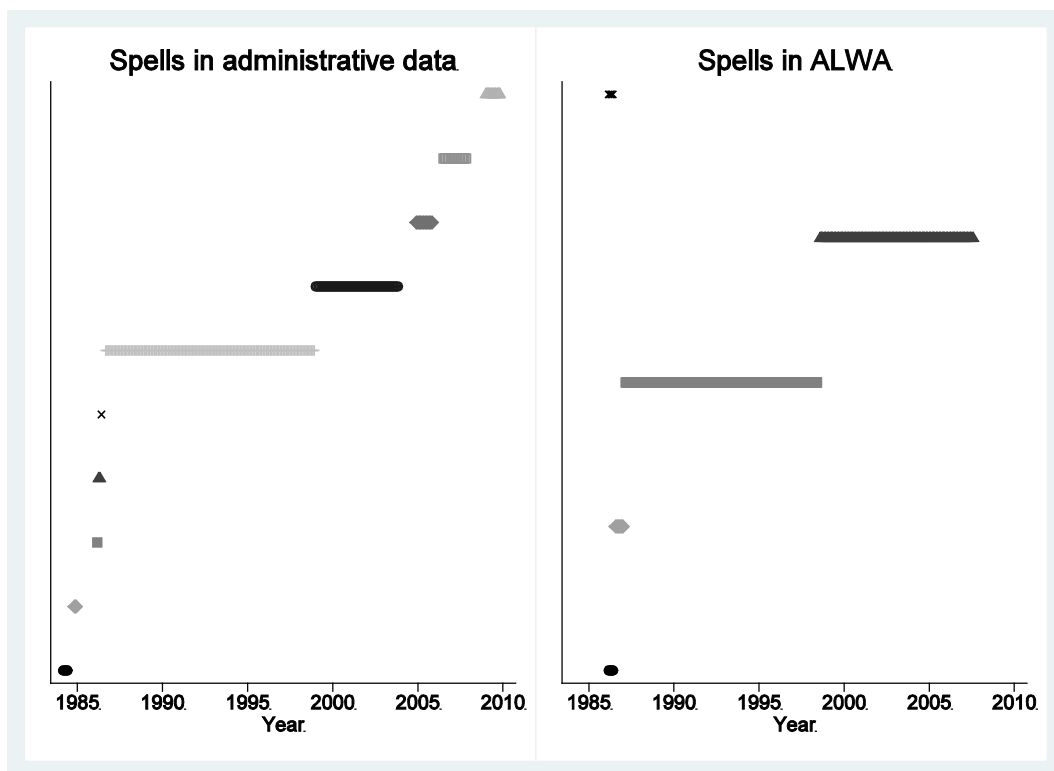 Spells in administrative data
1985. 1990. 1995. 2000. 2005. 2010.
Year.
Spells in ALWA
1985. 1990. 1995. 2000. 2005. 2010.
Year.